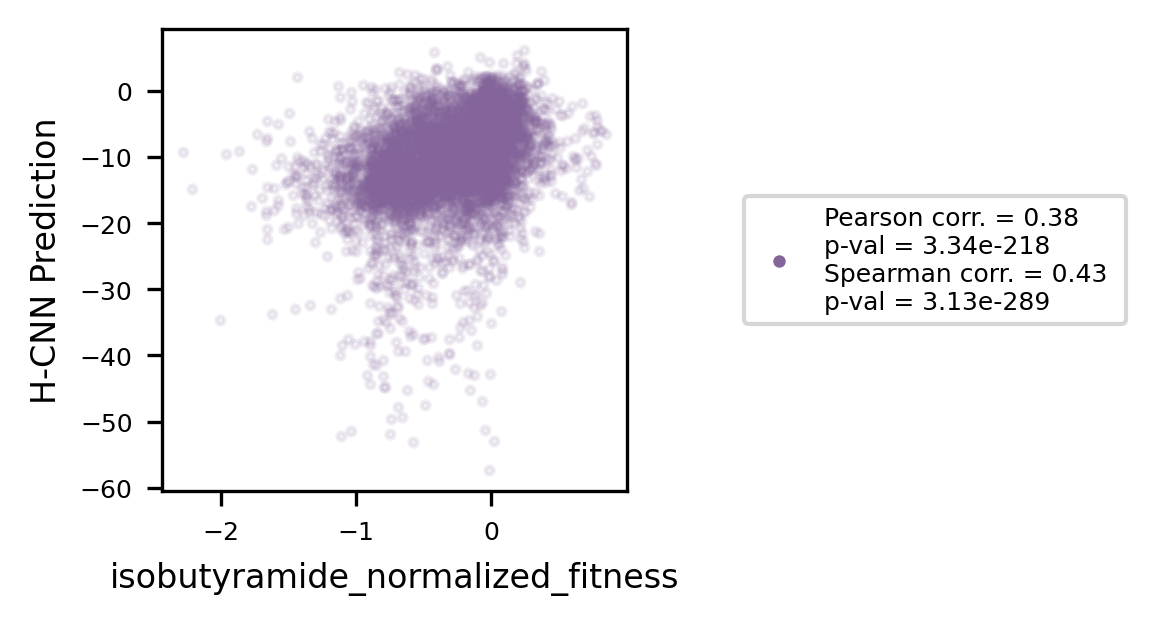 H-CNN Prediction
0
−10
−20
−30
−40
−50
−60
−2
−1
0
isobutyramide_normalized_fitness
Pearson corr. = 0.38
p-val = 3.34e-218
Spearman corr. = 0.43
p-val = 3.13e-289